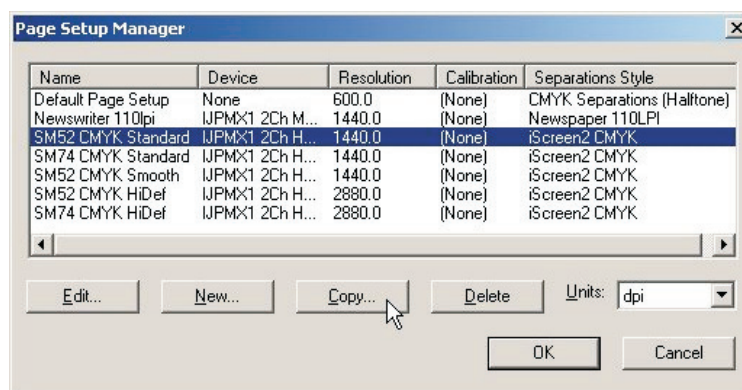 Page Setup Manager
Name Device Resolution Calibration Separations Style
Default Page Setup None 600.0 (None) CMYK Separations (Halftone)
Newswriter 110lpi IJPMX1 2Ch M... 1440.0 (None) Newspaper 110LPI
SM52 CMYK Standard IJPMX1 2Ch H... 1440.0 (None) iScreen2 CMYK
SM74 CMYK Standard IJPMX1 2Ch H... 1440.0 (None) iScreen2 CMYK
SM52 CMYK Smooth IJPMX1 2Ch H... 1440.0 (None) iScreen2 CMYK
SM52 CMYK HiDef IJPMX1 2Ch H... 2880.0 (None) iScreen2 CMYK
SM74 CMYK HiDef IJPMX1 2Ch H... 2880.0 (None) iScreen2 CMYK
Edit... New... Copy... Delete Units: dpi
OK Cancel